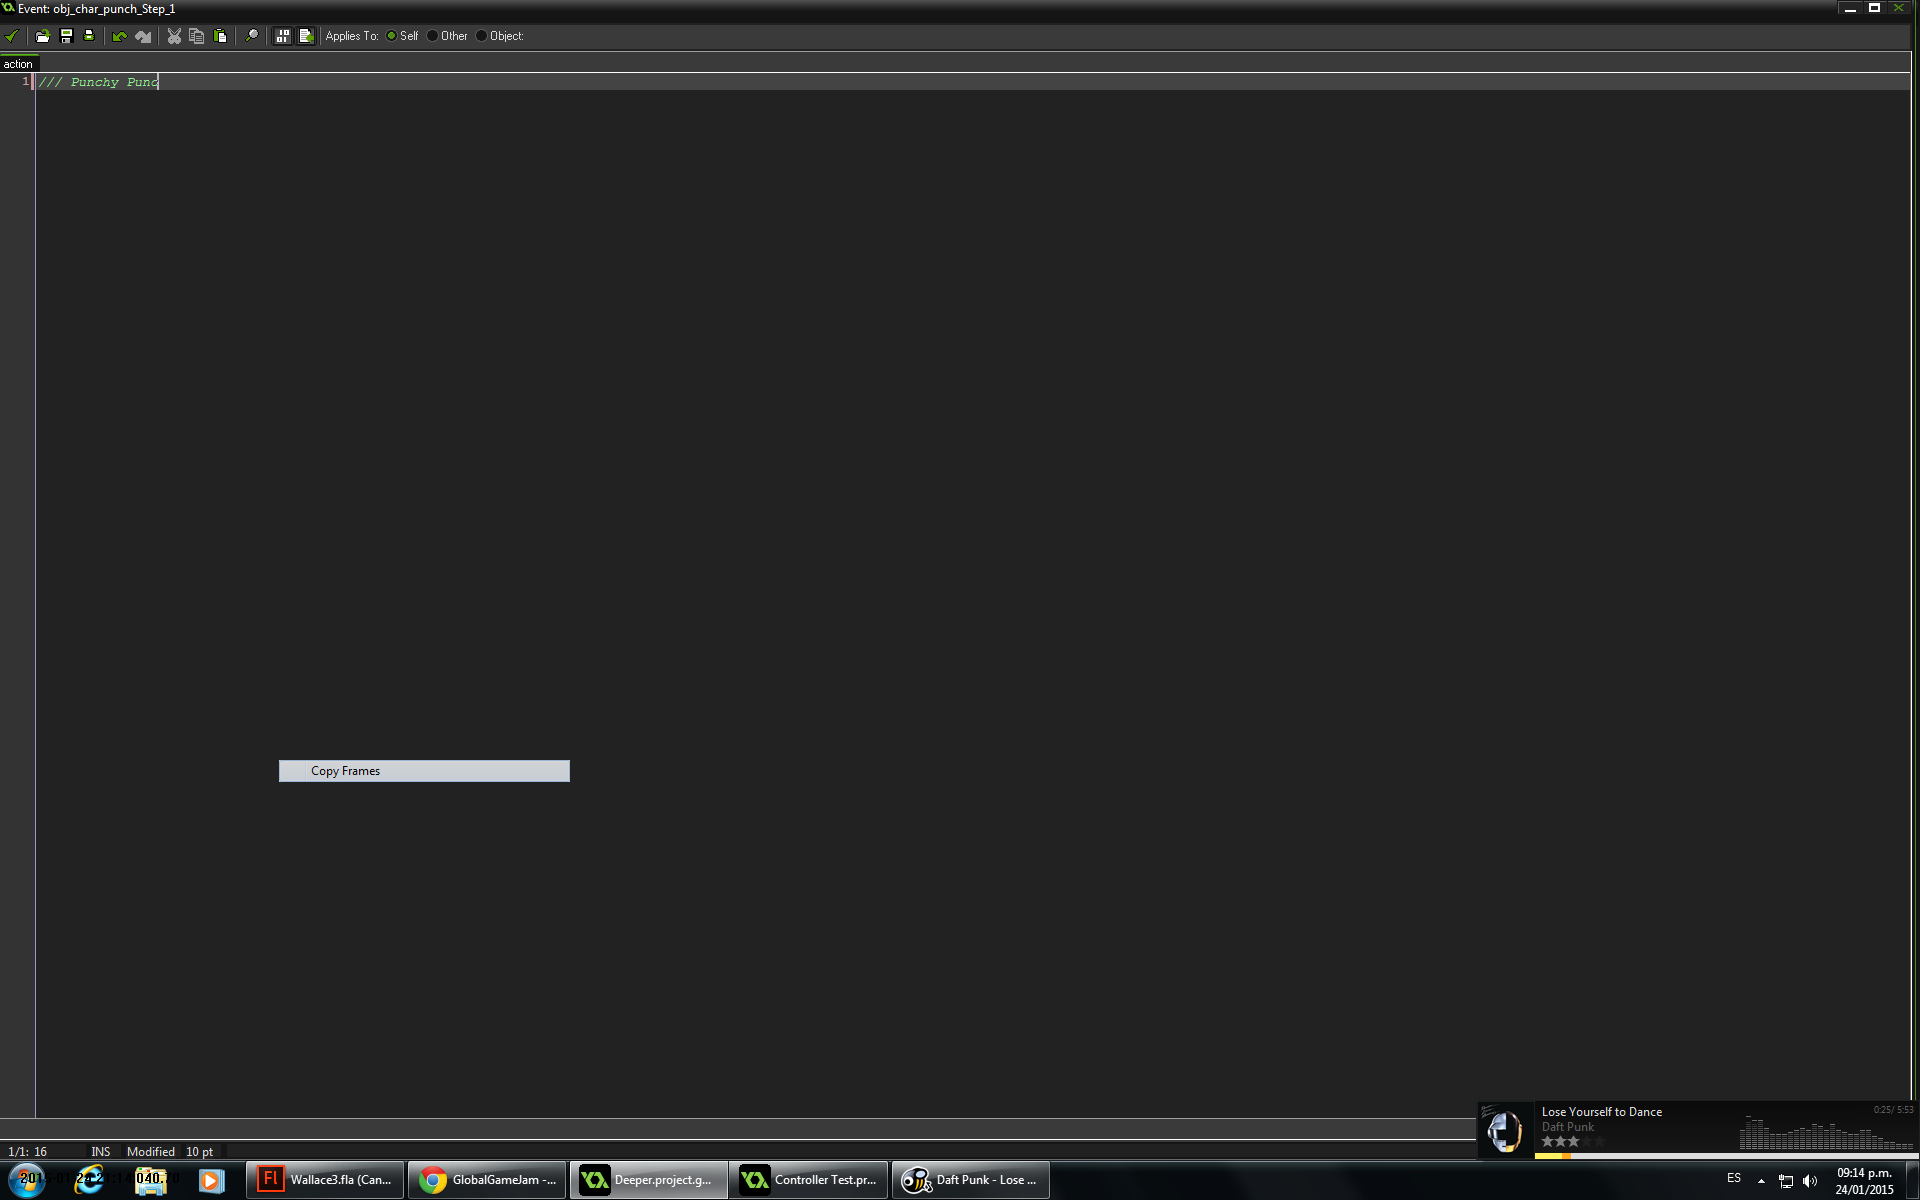 Event: obj_char_punch_Step_1
Applies To: Self Other Object:
action
1 /// Punchy Punc
Copy Frames
Lose Yourself to Dance 0:25/ 5:53
Daft Punk
1/1: 16 INS Modified 10 pt
Fl Wallace3.fla (Can... GlobalGameJam -... Deeper.project.g... Controller Test.pr... Daft Punk - Lose ... ES
09:14 p.m.
24/01/2015